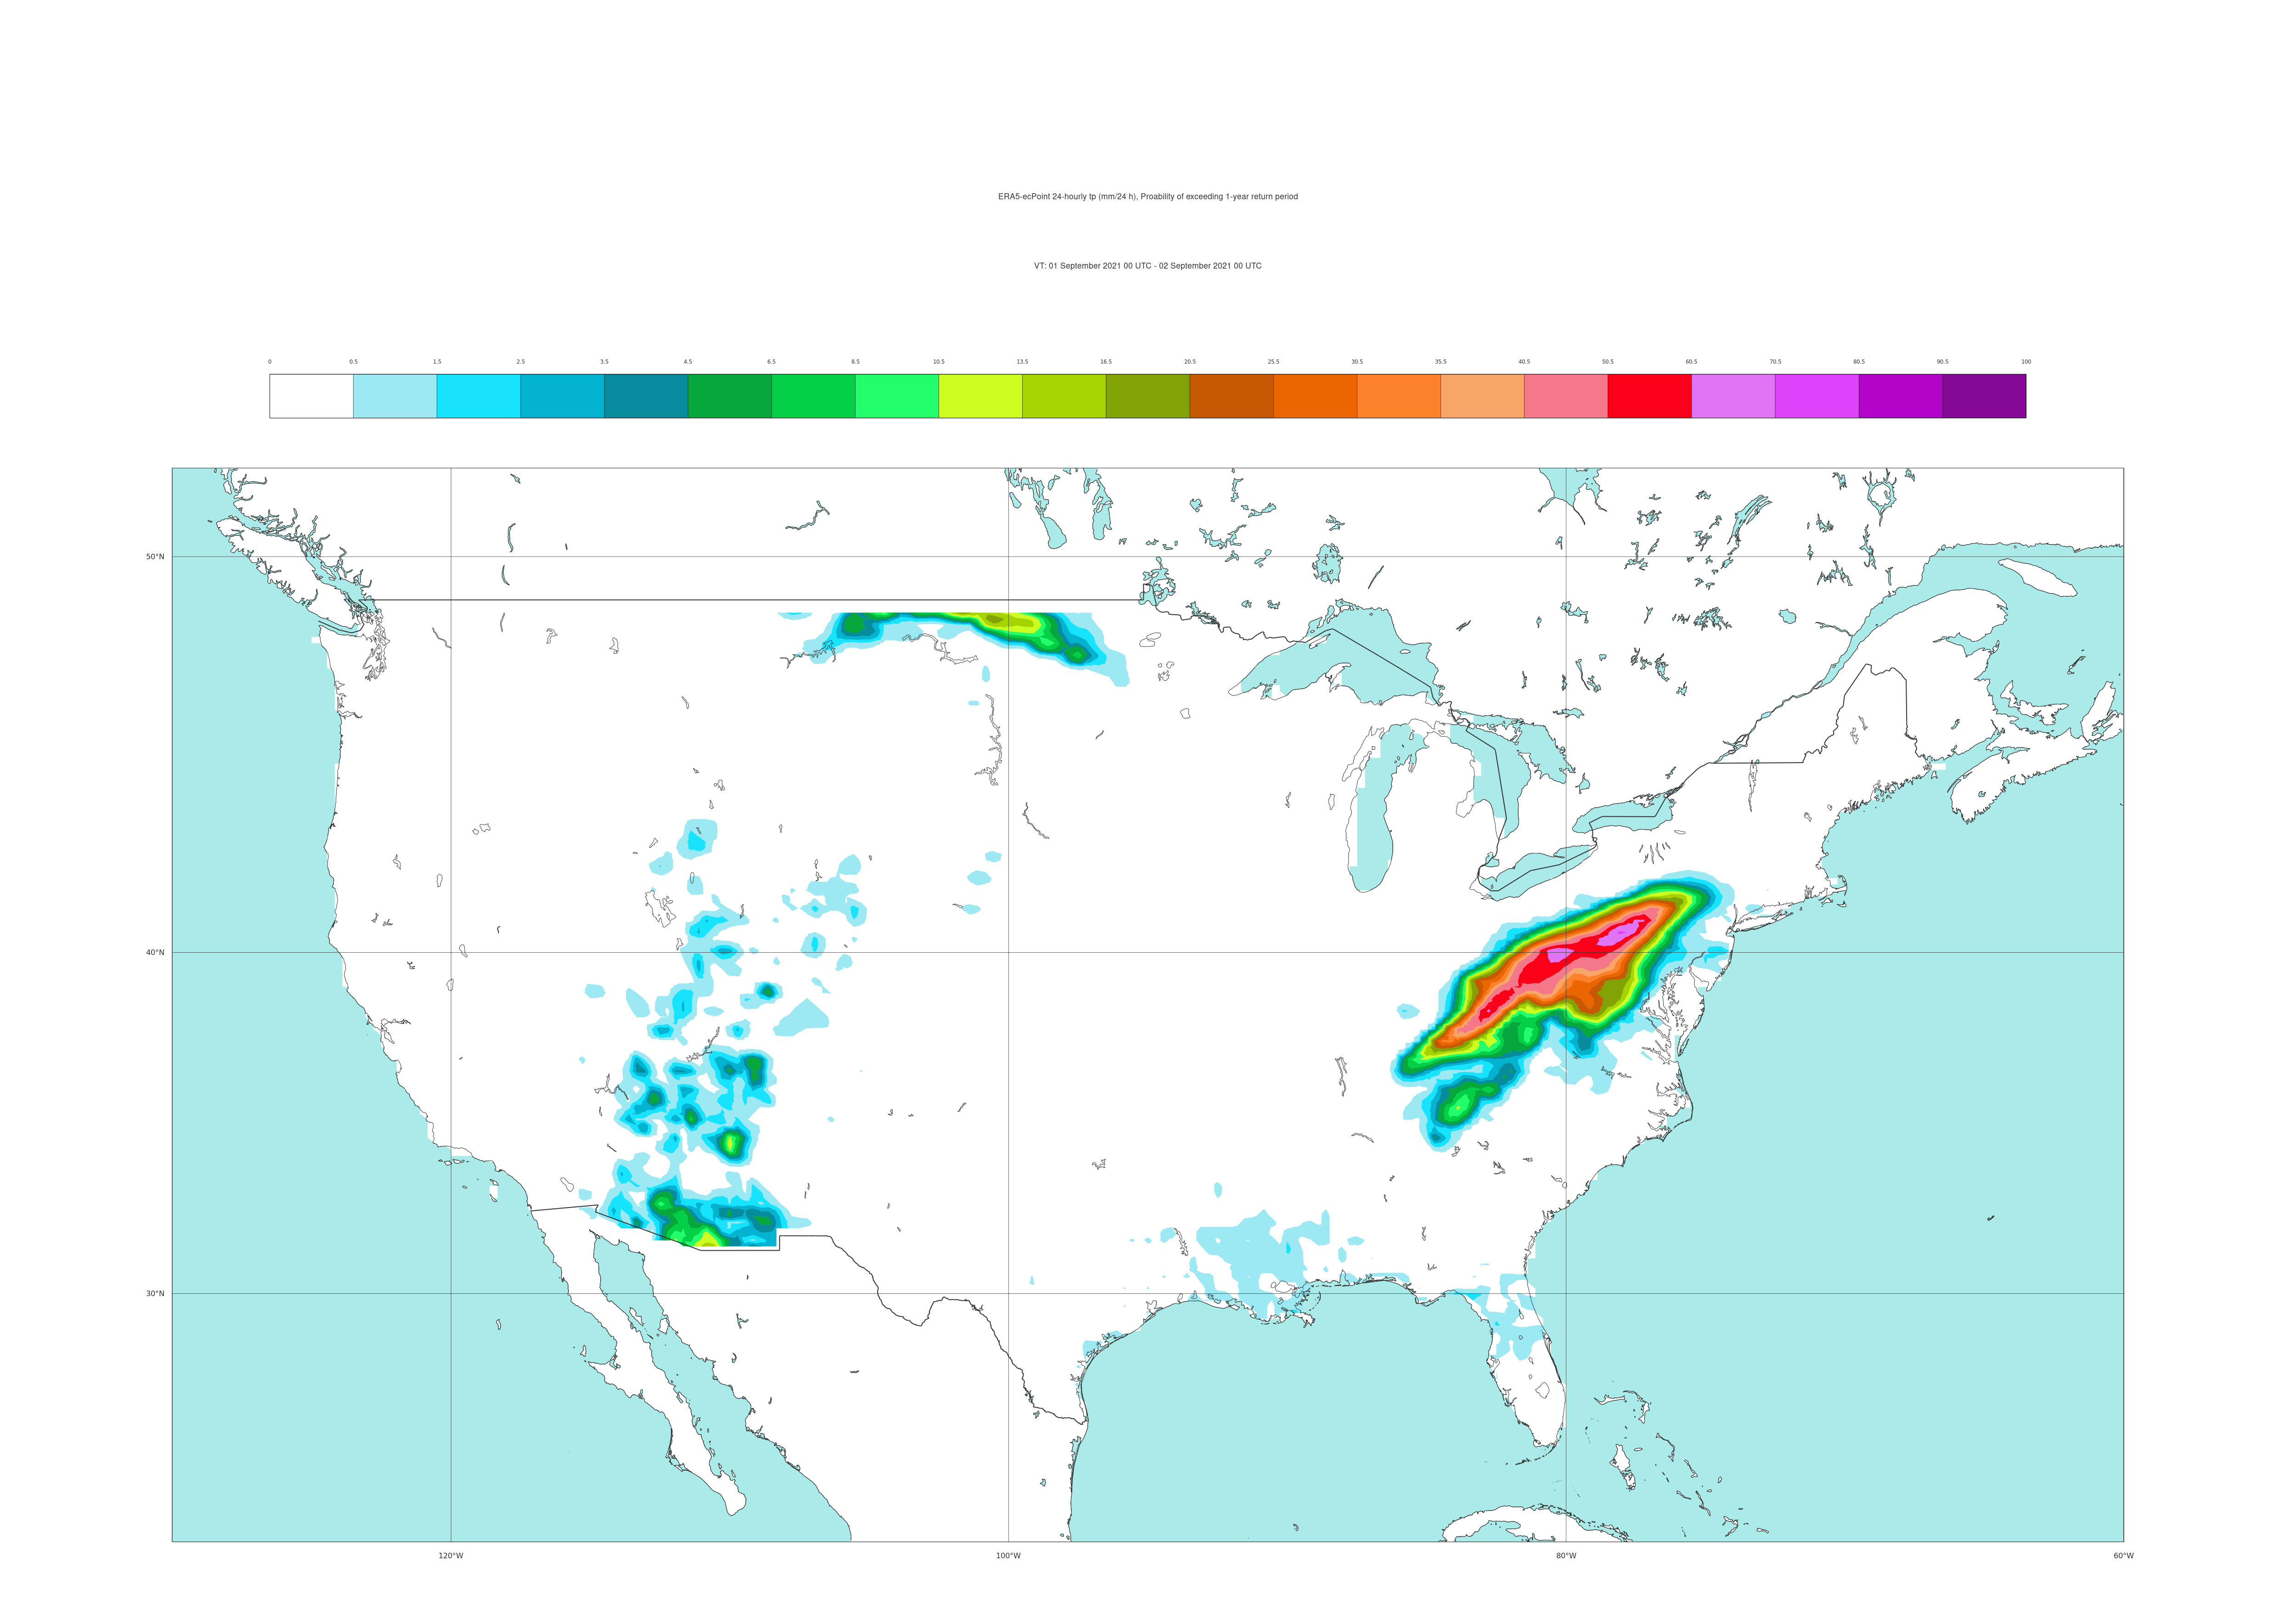 ERA5-ecPoint 24-hourly tp (mm/24 h), Proability of exceeding 1-year return period
VT: 01 September 2021 00 UTC - 02 September 2021 00 UTC
0 0.5 1.5 2.5 3.5 4.5 6.5 8.5 10.5 13.5 16.5 20.5 25.5 30.5 35.5 40.5 50.5 60.5 70.5 80.5 90.5 100
50°N
40°N
30°N
120°W 100°W 80°W 60°W